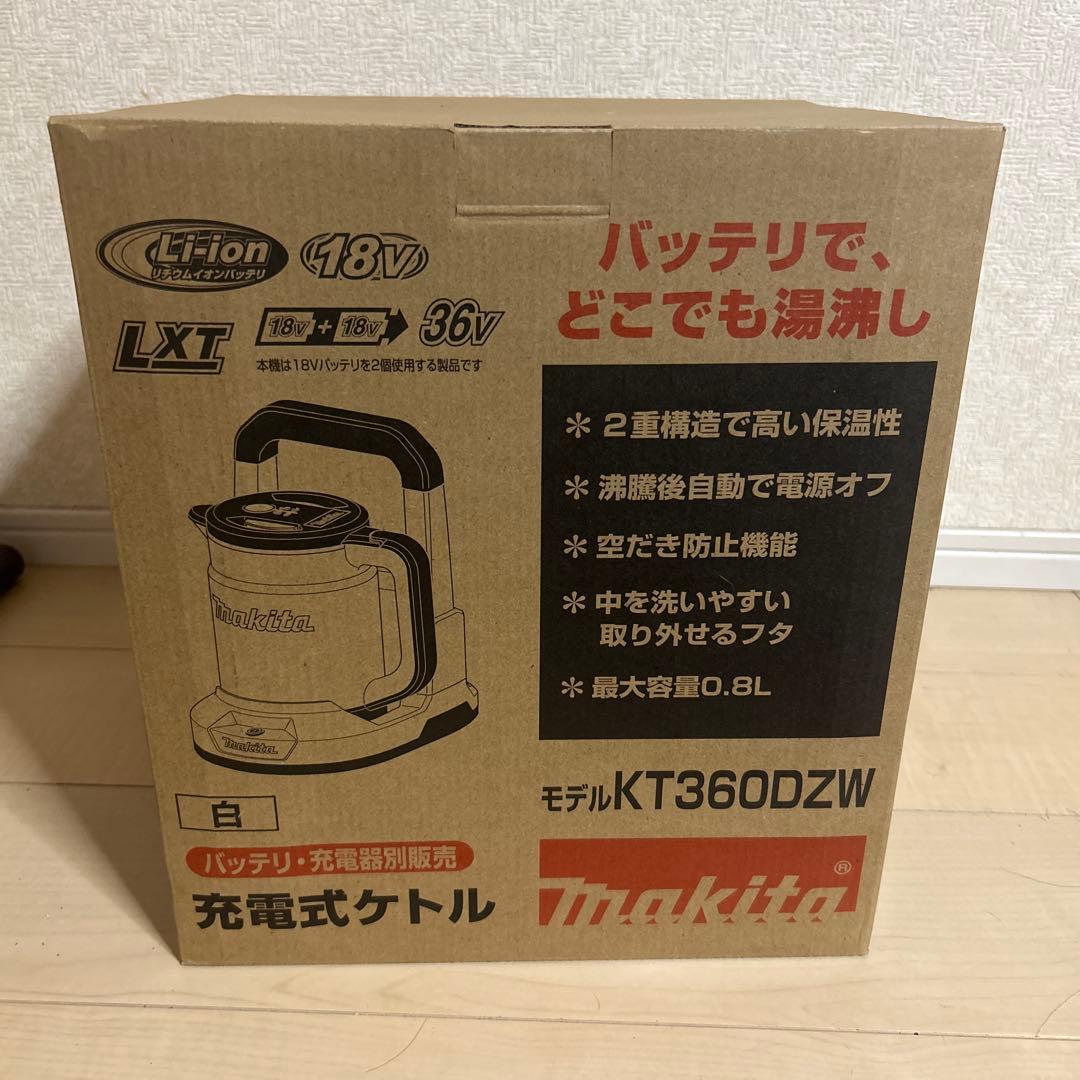 Li-ion
リチウムイオンバッテリ
18V
LXT
18V + 18V 36V
本機は18Vバッテリを2個使用する製品です
バッテリで、
どこでも湯沸し
＊ 2重構造で高い保温性
＊ 沸騰後自動で電源オフ
＊ 空だき防止機能
＊ 中を洗いやすい
取り外せるフタ
＊ 最大容量0.8L
makita
makita
モデルKT360DZW
白
バッテリ・充電器別販売
充電式ケトル
makita®